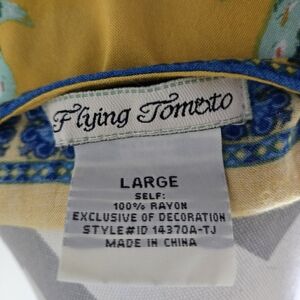 Flying Tomato
LARGE
SELF:
100% RAYON
EXCLUSIVE OF DECORATION
STYLE#ID 14370A-TJ
MADE IN CHINA